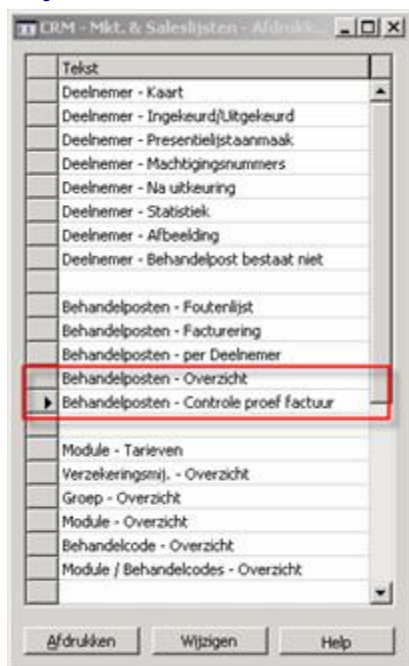 CRM - Mkt. & Saleslijsten - Afdrukk...
Tekst
Deelnemer - Kaart
Deelnemer - Ingekeurd/Uitgekeurd
Deelnemer - Presentielijstaanmaak
Deelnemer - Machtigingsnummers
Deelnemer - Na uitkeuring
Deelnemer - Statistiek
Deelnemer - Afbeelding
Deelnemer - Behandelpost bestaat niet
Behandelposten - Foutenlijst
Behandelposten - Facturering
Behandelposten - per Deelnemer
Behandelposten - Overzicht
Behandelposten - Controle proef factuur
Module - Tarieven
Verzekeringsmij. - Overzicht
Groep - Overzicht
Module - Overzicht
Behandelcode - Overzicht
Module / Behandelcodes - Overzicht
Afdrukken Wijzigen Help